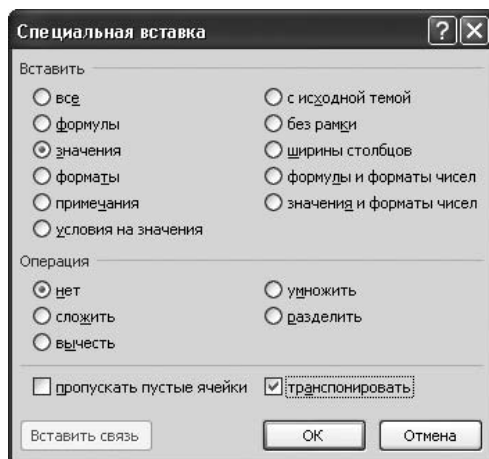 Специальная вставка
Вставить
все
с исходной темой
формулы
без рамки
значения
ширины столбцов
форматы
формулы и форматы чисел
примечания
значения и форматы чисел
условия на значения
Операция
нет
умножить
сложить
разделить
вычесть
пропускать пустые ячейки
транспонировать
Вставить связь
ОК
Отмена